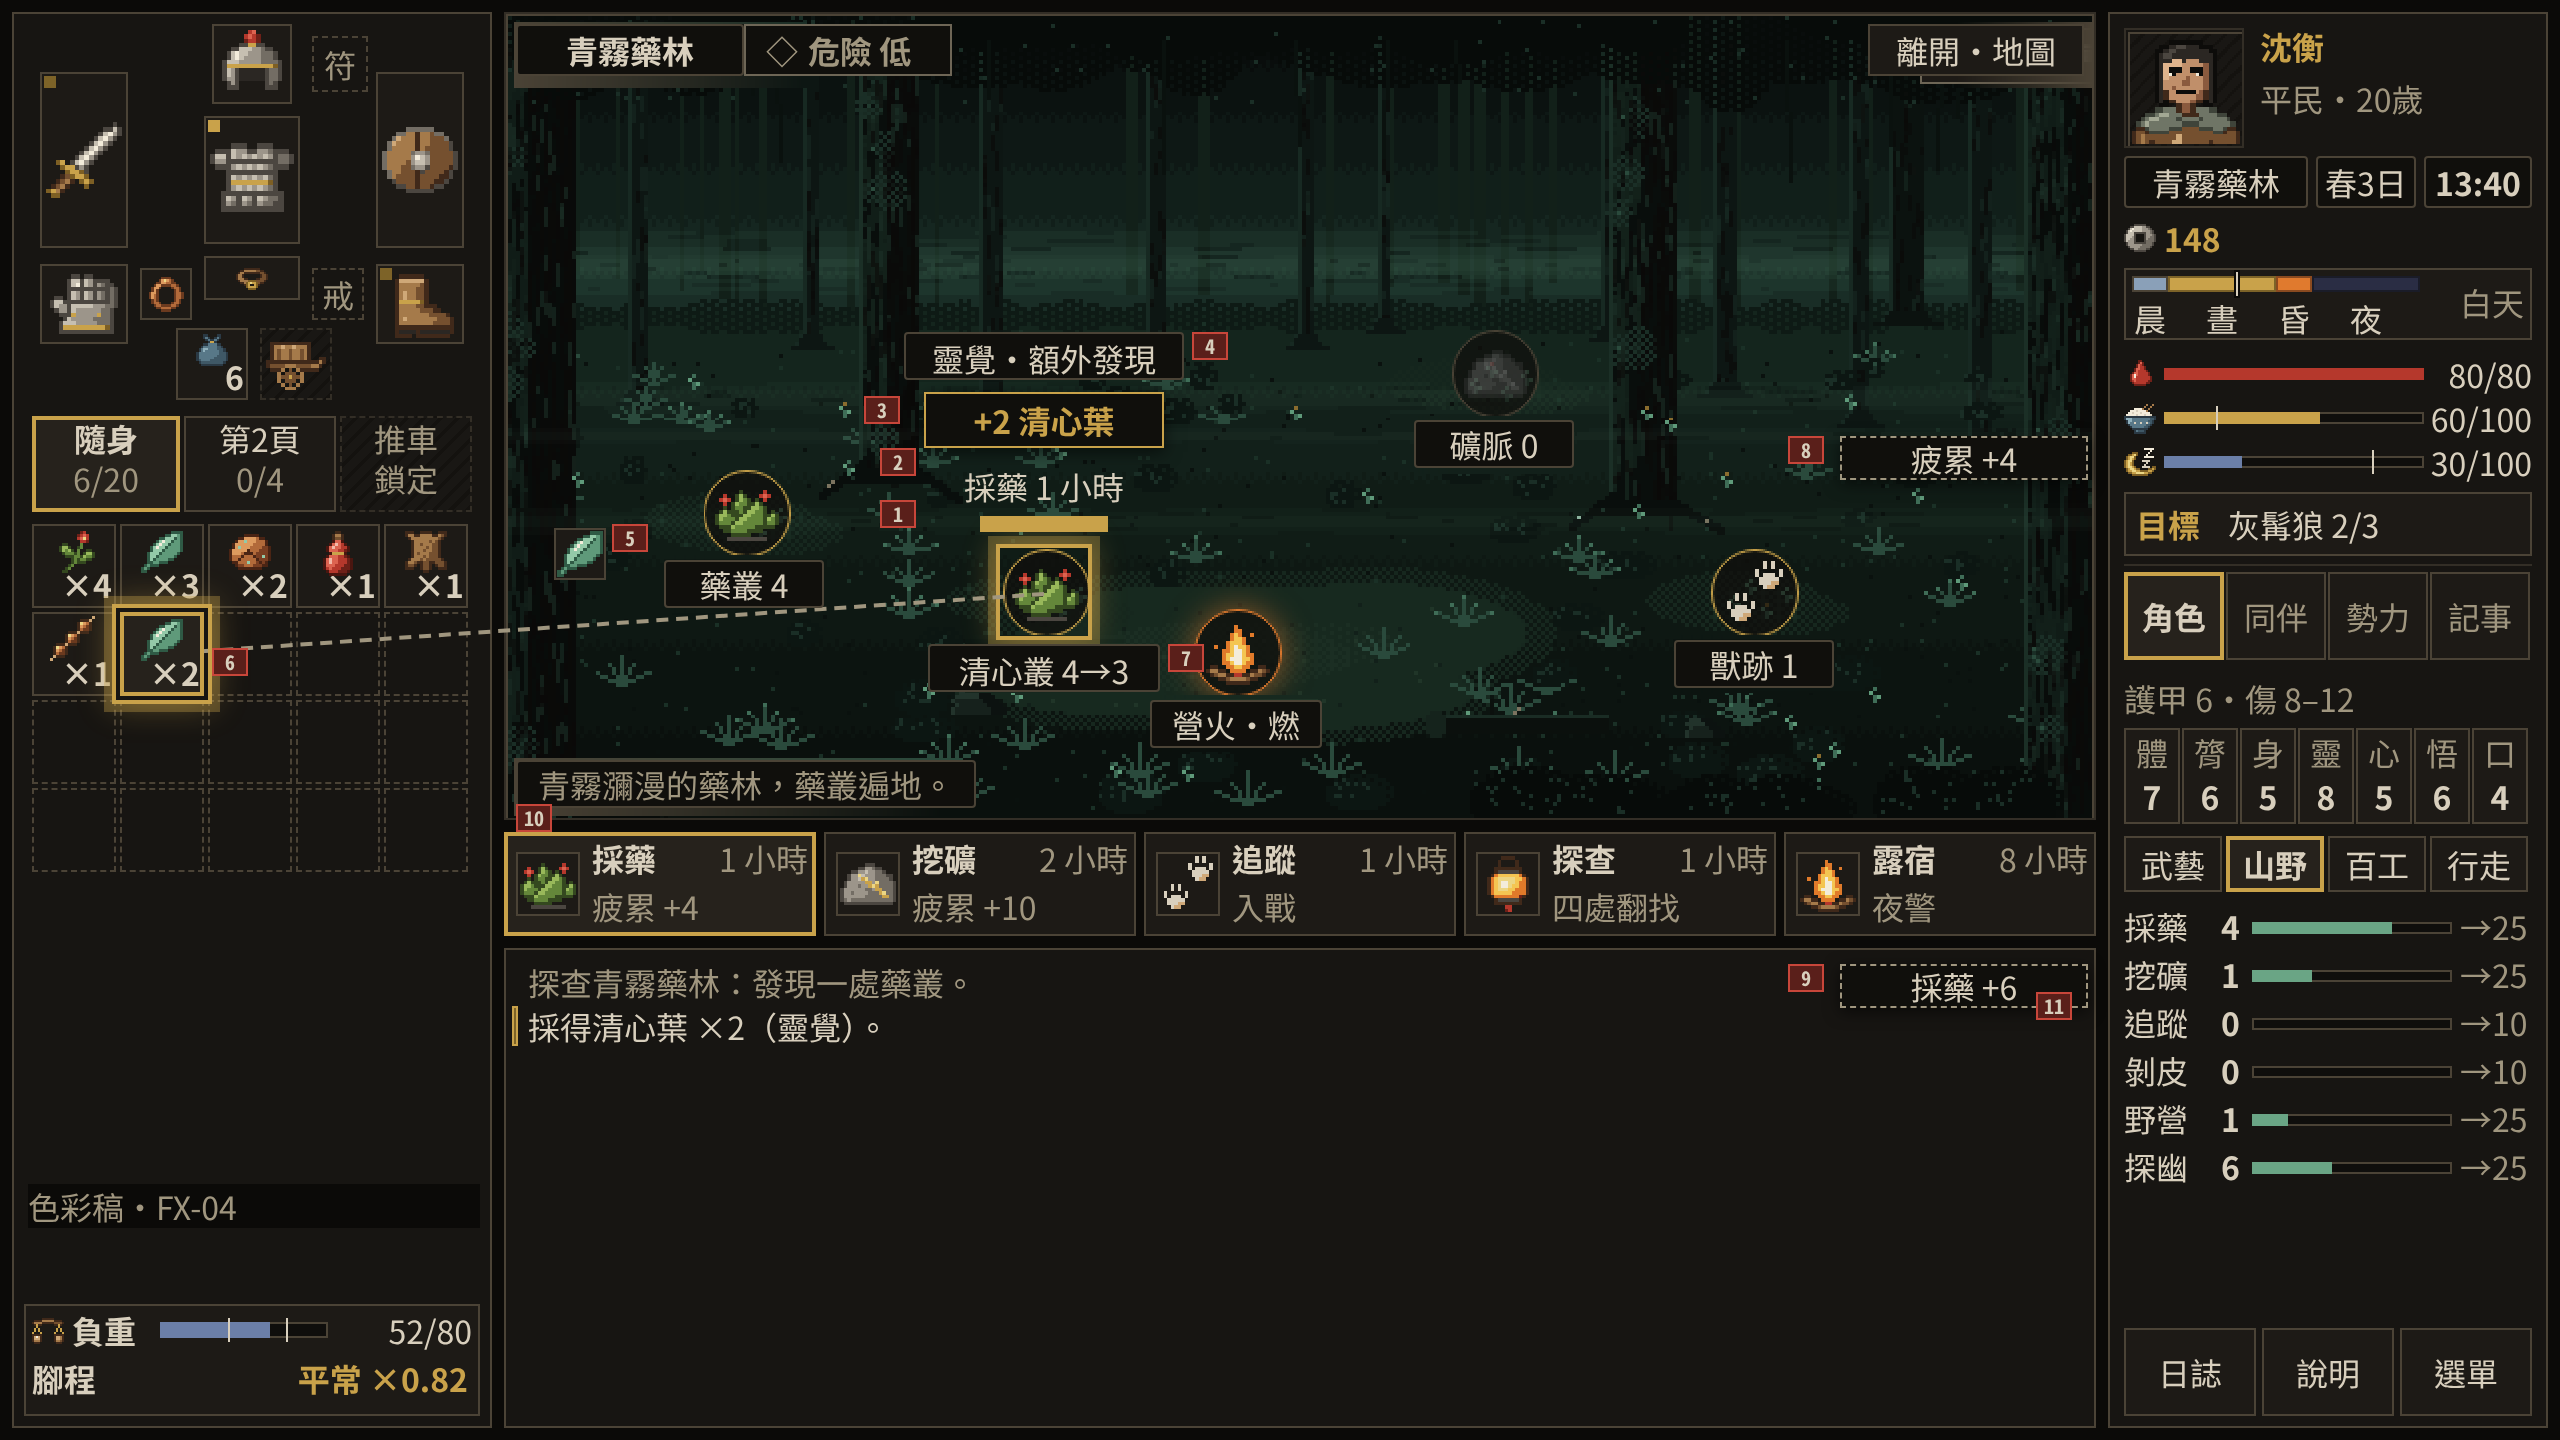 符
戒
6
隨身
6/20
第2頁
0/4
推車
鎖定
×4
×3
×2
×1
×1
×1
×2
6
色彩稿・FX-04
負重
52/80
腳程
平常 ×0.82
青霧藥林
◇ 危險 低
離開・地圖
靈覺・額外發現
4
3
+2 清心葉
2
採藥 1 小時
1
5
藥叢 4
清心叢 4→3
7
營火・燃
礦脈 0
8
疲累 +4
獸跡 1
青霧瀰漫的藥林，藥叢遍地。
10
採藥
1 小時
疲累 +4
挖礦
2 小時
疲累 +10
追蹤
1 小時
入戰
探查
1 小時
四處翻找
露宿
8 小時
夜警
探查青霧藥林：發現一處藥叢。
採得清心葉 ×2（靈覺）。
9
採藥 +6
11
沈衡
平民・20歲
青霧藥林
春3日
13:40
148
晨
晝
昏
夜
白天
80/80
60/100
30/100
目標
灰髯狼 2/3
角色
同伴
勢力
記事
護甲 6・傷 8–12
體
膂
身
靈
心
悟
口
7
6
5
8
5
6
4
武藝
山野
百工
行走
採藥 4 →25
挖礦 1 →25
追蹤 0 →10
剝皮 0 →10
野營 1 →25
探幽 6 →25
日誌
說明
選單